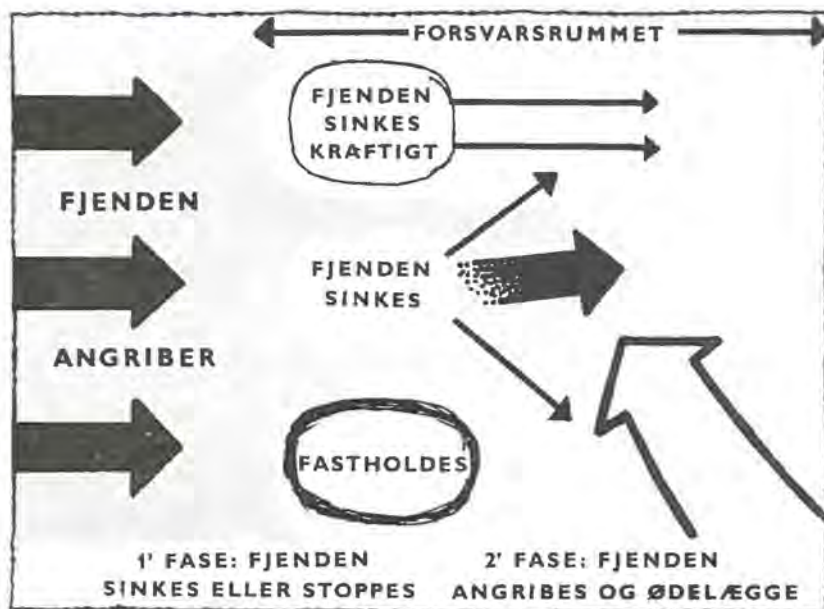 FORSVARSRUMMET
FJENDEN
SINKES
KRAFTIGT
FJENDEN
FJENDEN
SINKES
ANGRIBER
FASTHOLDES
1' FASE: FJENDEN
SINKES ELLER STOPPES
2' FASE: FJENDEN
ANGRIBES OG ØDELÆGGE